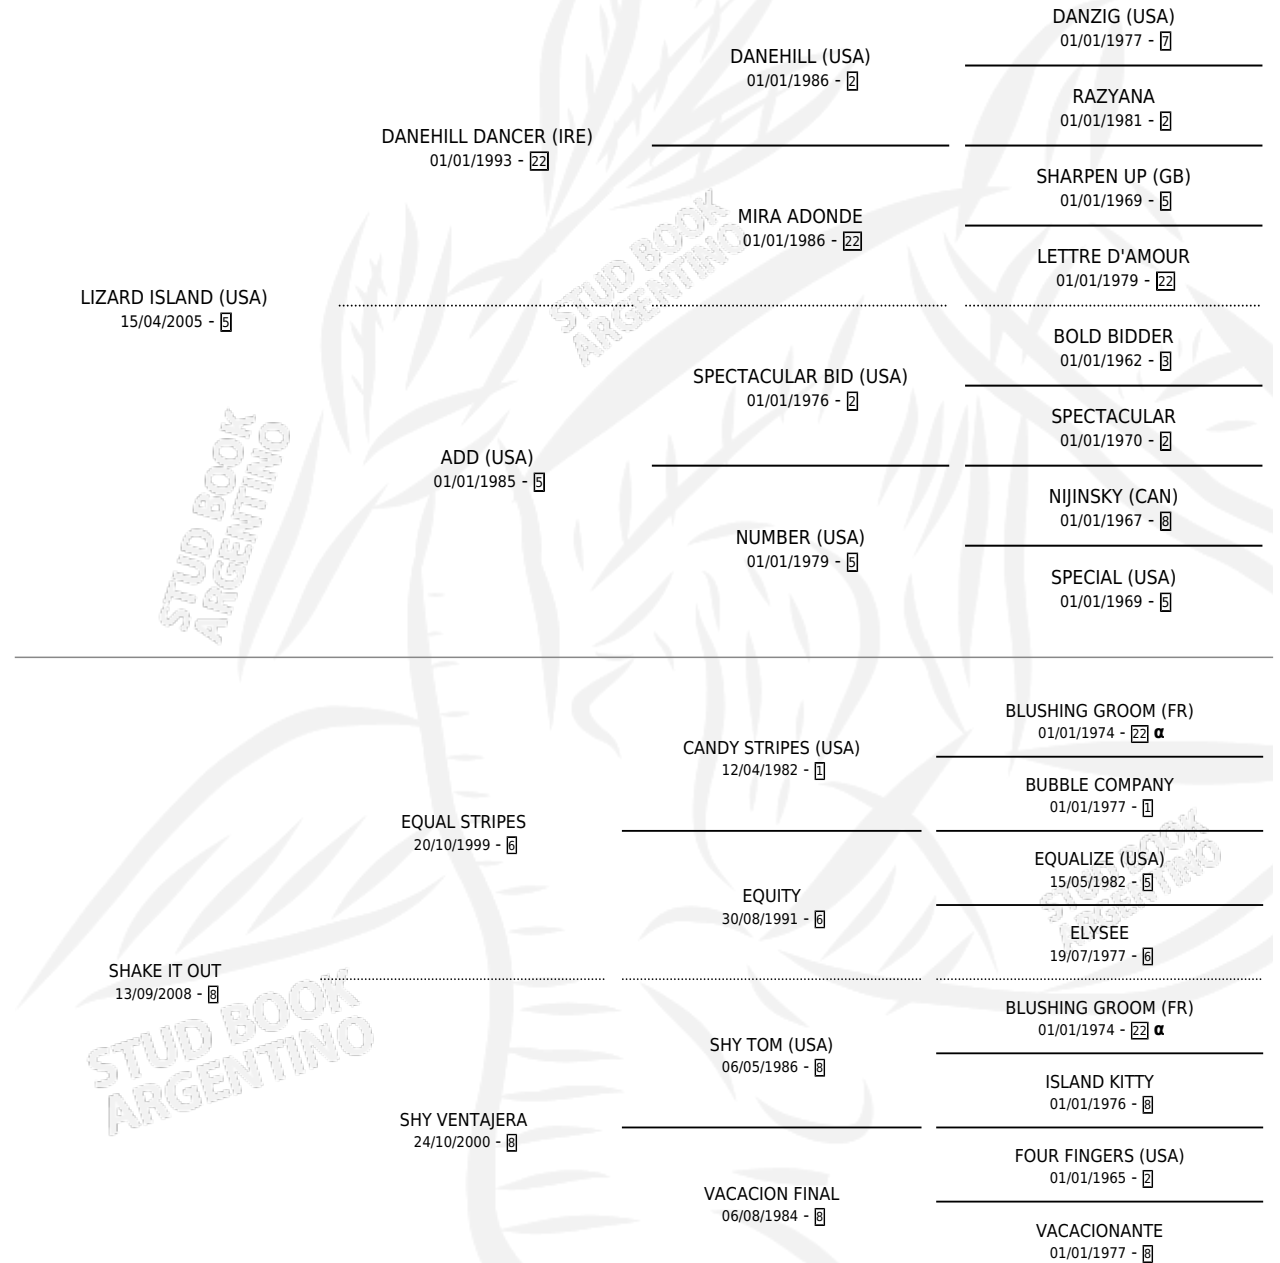 DANZIG (USA)
01/01/1977 - 7
DANEHILL (USA)
01/01/1986 - 2
RAZYANA
01/01/1981 - 2
DANEHILL DANCER (IRE)
01/01/1993 - 22
SHARPEN UP (GB)
01/01/1969 - 5
MIRA ADONDE
01/01/1986 - 22
LETTRE D'AMOUR
01/01/1979 - 22
LIZARD ISLAND (USA)
15/04/2005 - 5
BOLD BIDDER
01/01/1962 - 3
SPECTACULAR BID (USA)
01/01/1976 - 2
SPECTACULAR
01/01/1970 - 2
ADD (USA)
01/01/1985 - 5
NIJINSKY (CAN)
01/01/1967 - 8
NUMBER (USA)
01/01/1979 - 5
SPECIAL (USA)
01/01/1969 - 5
BLUSHING GROOM (FR)
01/01/1974 - 22 α
CANDY STRIPES (USA)
12/04/1982 - 1
BUBBLE COMPANY
01/01/1977 - 1
EQUAL STRIPES
20/10/1999 - 6
EQUALIZE (USA)
15/05/1982 - 5
EQUITY
30/08/1991 - 6
ELYSEE
19/07/1977 - 6
SHAKE IT OUT
13/09/2008 - 8
BLUSHING GROOM (FR)
01/01/1974 - 22 α
SHY TOM (USA)
06/05/1986 - 8
ISLAND KITTY
01/01/1976 - 8
SHY VENTAJERA
24/10/2000 - 8
FOUR FINGERS (USA)
01/01/1965 - 2
VACACION FINAL
06/08/1984 - 8
VACACIONANTE
01/01/1977 - 8
STUD BOOK
ARGENTINO
STUD BOOK
ARGENTINO
STUD BOOK
ARGENTINO
STUD BOOK
ARGENTINO